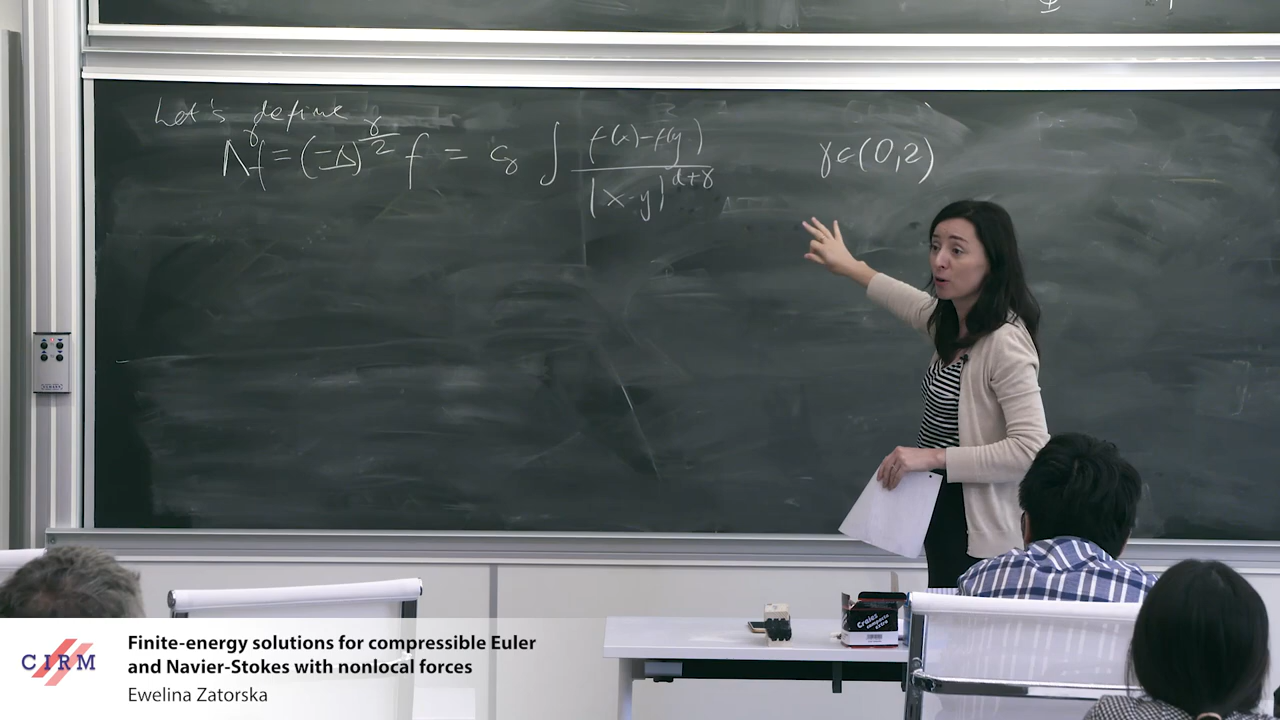 Let's define
Λ^γ f = (-Δ)^{γ/2} f = c_γ ∫ \frac{f(x)-f(y)}{|x-y|^{d+γ}} γ∈(0,2)
CIRM
Finite-energy solutions for compressible Euler
and Navier-Stokes with nonlocal forces
Ewelina Zatorska